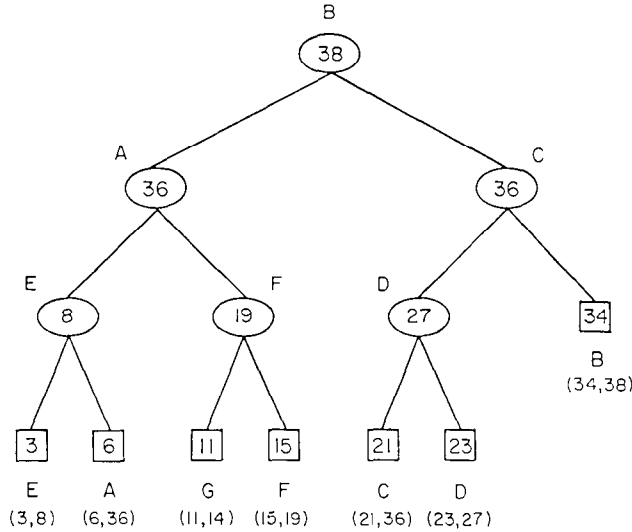 B
38
A C
36 36
E F D
8 19 27 34
B
(34,38)
3 6 11 15 21 23
E A G F C D
(3,8) (6,36) (11,14) (15,19) (21,36) (23,27)